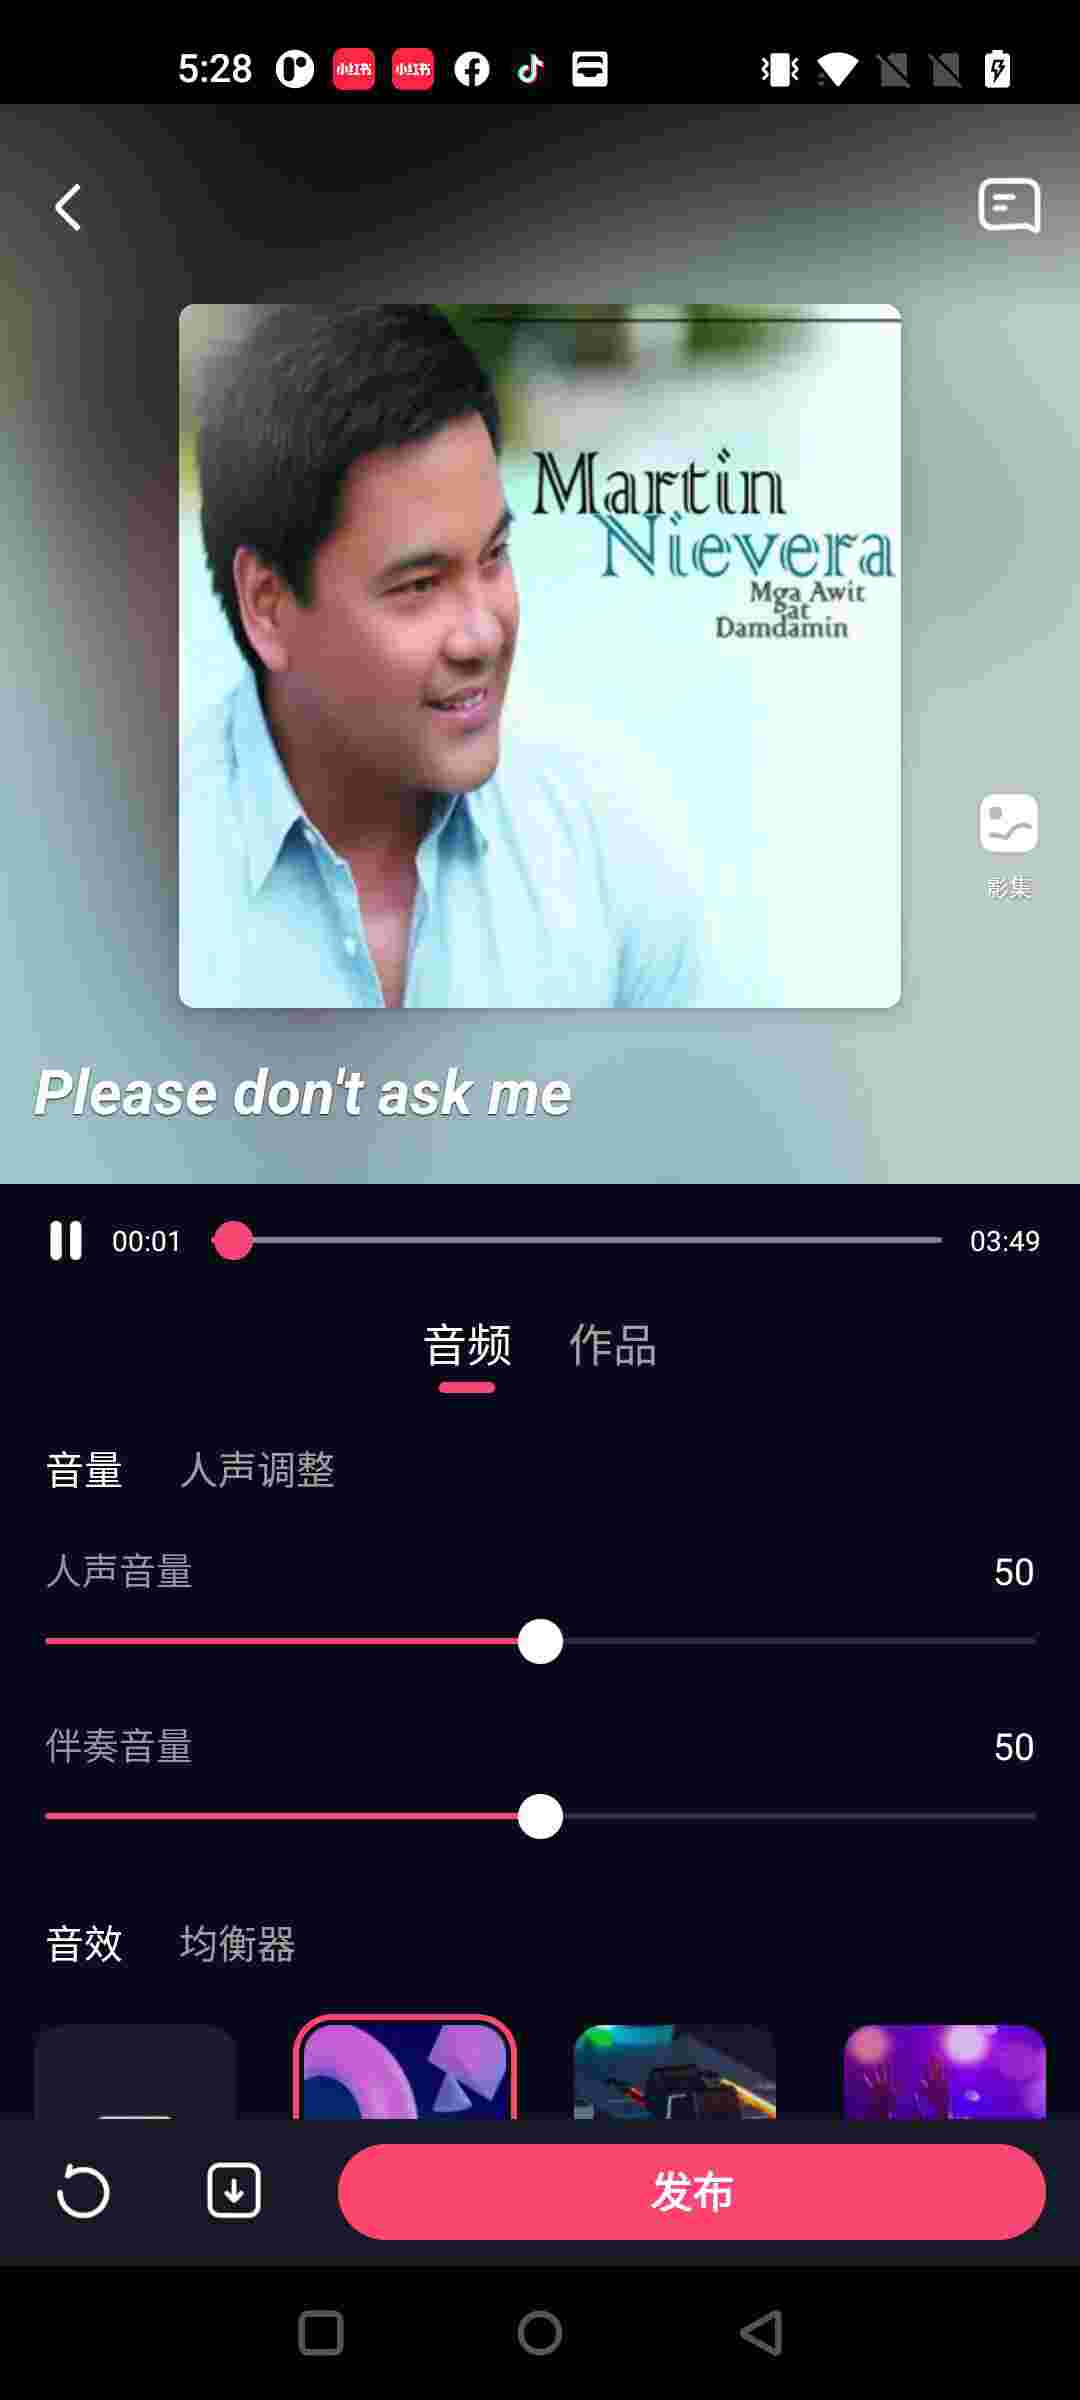 5:28
小红书 小红书
Martin
Nievera
Mga Awit
at
Damdamin
影集
Please don't ask me
00:01 03:49
音频 作品
音量 人声调整
人声音量 50
伴奏音量 50
音效 均衡器
发布